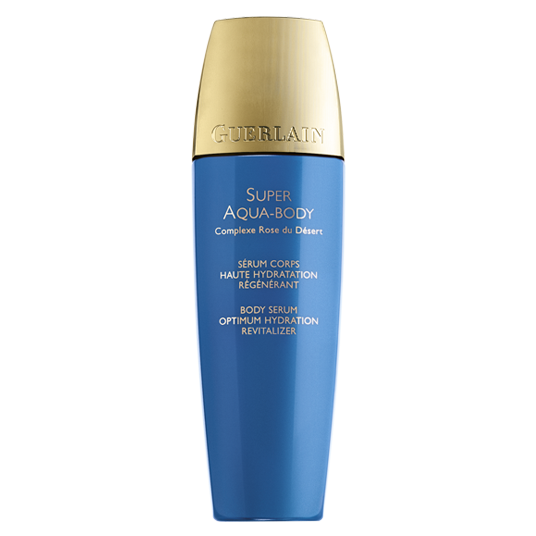 GUERLAIN
SUPER
AQUA-BODY
Complexe Rose du Désert
SÉRUM CORPS
HAUTE HYDRATATION
RÉGÉNÉRANT
BODY SERUM
OPTIMUM HYDRATION
REVITALIZER